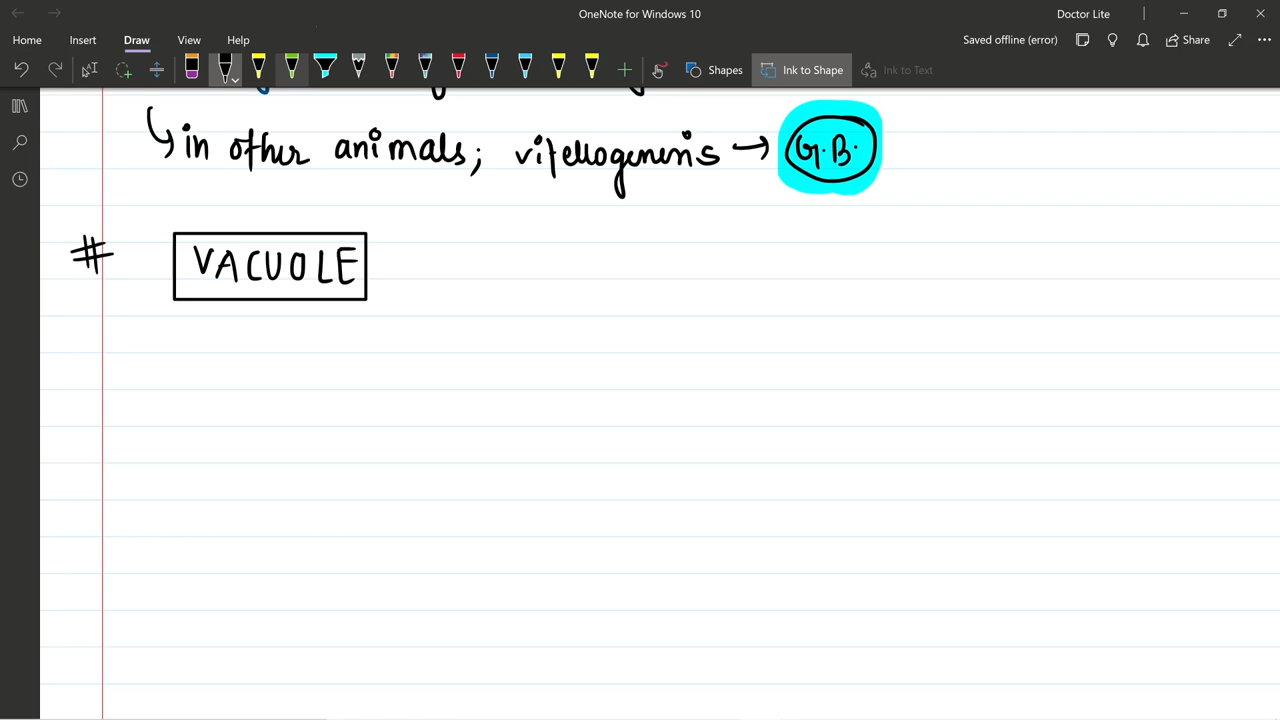 OneNote for Windows 10
Doctor Lite
Home Insert Draw View Help
Saved offline (error)
Share
Shapes
Ink to Shape
Ink to Text
in other animals; vitellogenesis → G.B.
# VACUOLE